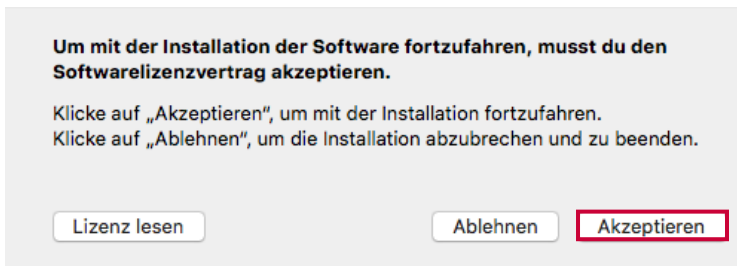 Um mit der Installation der Software fortzufahren, musst du den
Softwarelizenzvertrag akzeptieren.
Klicke auf „Akzeptieren“, um mit der Installation fortzufahren.
Klicke auf „Ablehnen“, um die Installation abzubrechen und zu beenden.
Lizenz lesen Ablehnen Akzeptieren